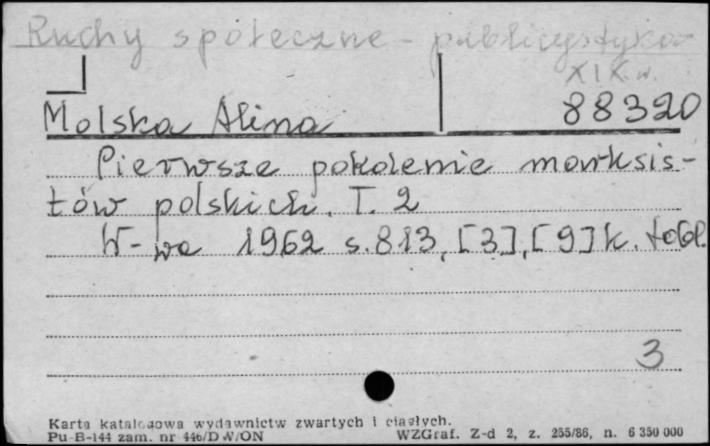 Ruchy społeczne - publicystyka
XIX w.
Molska Alina 88320
Pierwsze pokolenie marksis-
tów polskich. T. 2
W-wa 1962 s. 813, [3], [9] k. tabl.
3
Karta katalogowa wydawnictw zwartych i ciągłych.
Pu-B-144 zam. nr 446/D W/ON WZGraf. Z-d 2, z. 255/86, n. 6 350 000